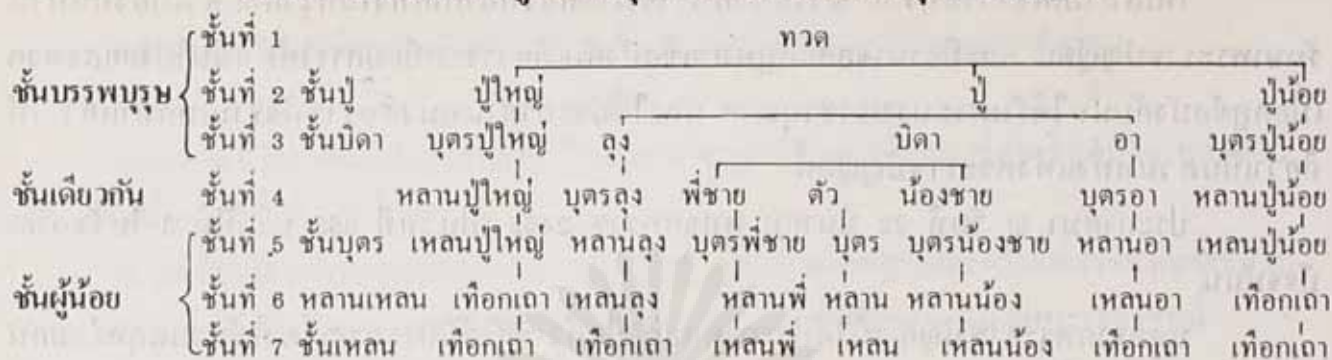 ชั้นที่ 1 ทวด
ชั้นบรรพบุรุษ ชั้นที่ 2 ชั้นปู่ ปู่ใหญ่ ปู่ ปู่น้อย
ชั้นที่ 3 ชั้นบิดา บุตรปู่ใหญ่ ลุง บิดา อา บุตรปู่น้อย
ชั้นเดียวกัน ชั้นที่ 4 หลานปู่ใหญ่ บุตรลุง พี่ชาย ตัว น้องชาย บุตรอา หลานปู่น้อย
ชั้นที่ 5 ชั้นบุตร เหลนปู่ใหญ่ หลานลุง บุตรพี่ชาย บุตร บุตรน้องชาย หลานอา เหลนปู่น้อย
ชั้นผู้น้อย ชั้นที่ 6 หลานเหลน เทือกเถา เหลนลุง หลานพี่ หลาน หลานน้อง เหลนอา เทือกเถา
ชั้นที่ 7 ชั้นเหลน เทือกเถา เทือกเถา เหลนพี่ เหลน เหลนน้อง เทือกเถา เทือกเถา